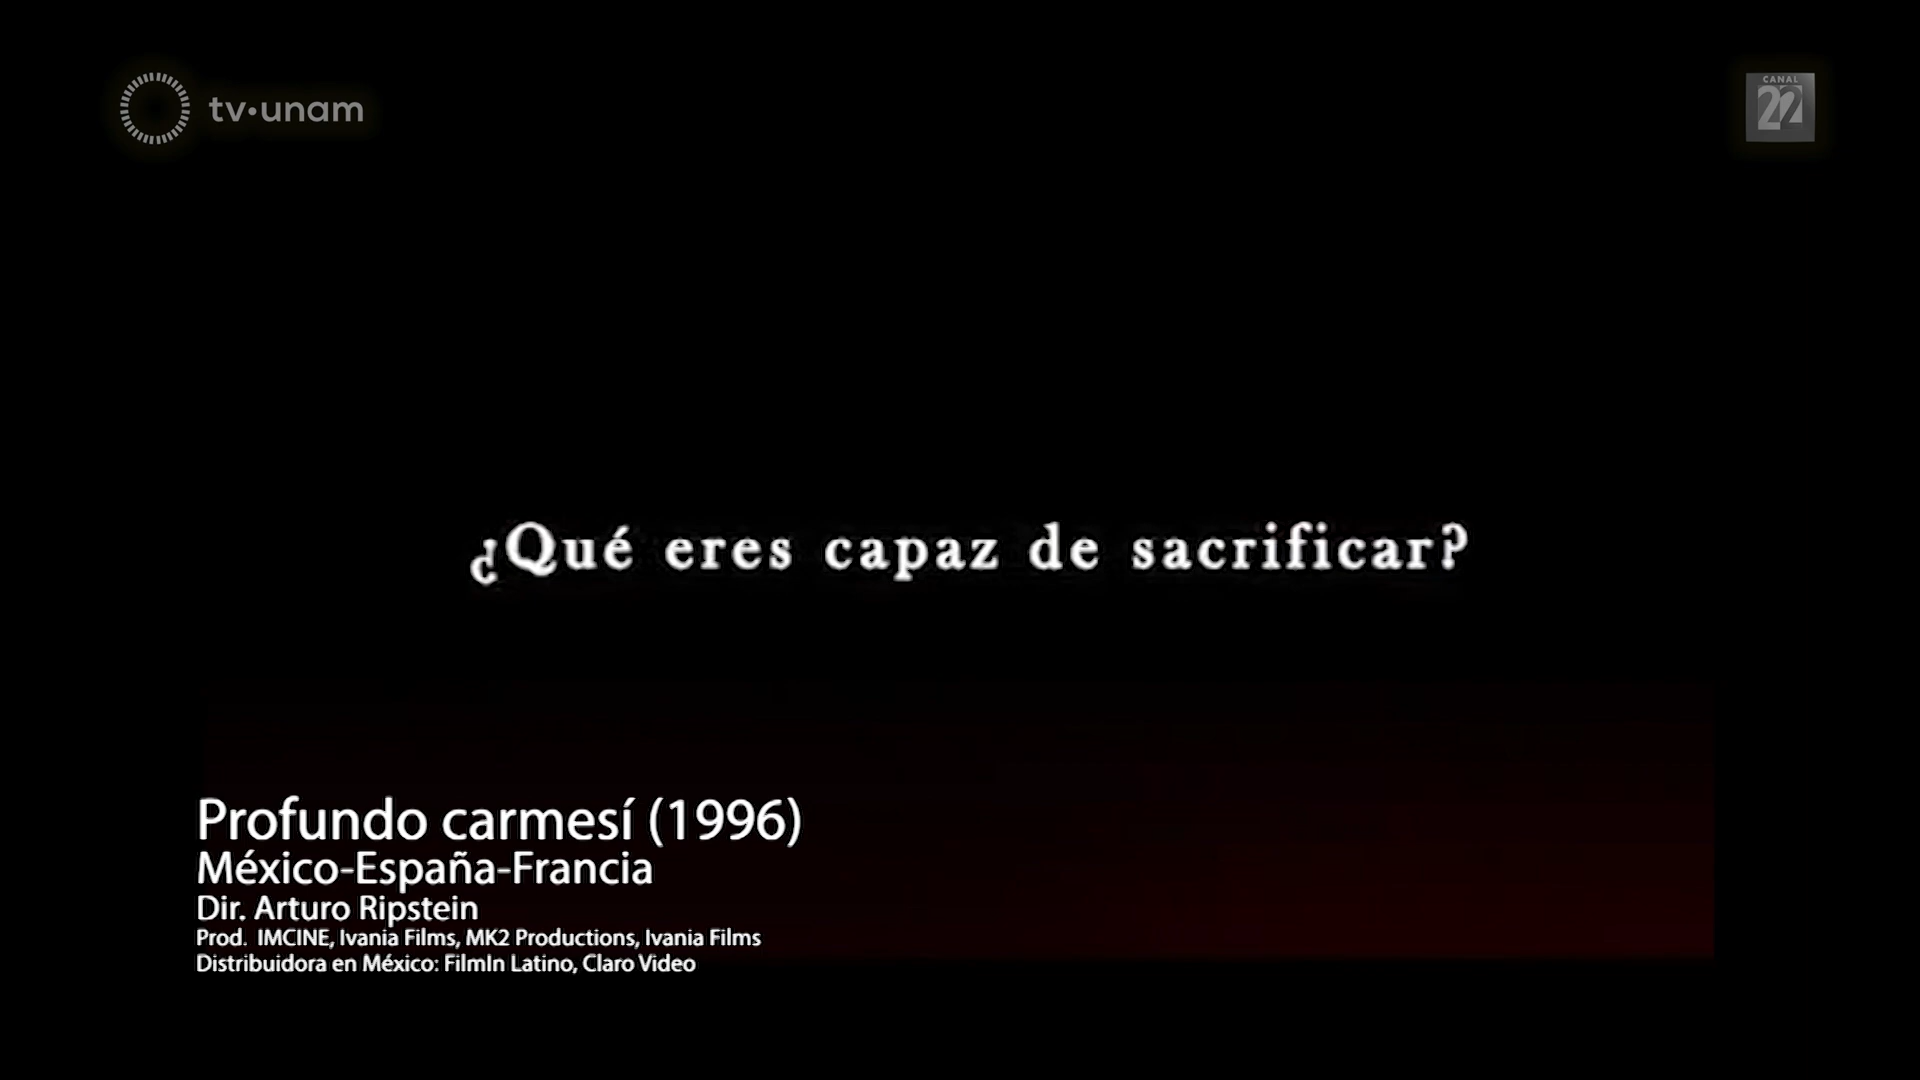 tv•unam
CANAL
22
¿Qué eres capaz de sacrificar?
Profundo carmesí (1996)
México-España-Francia
Dir. Arturo Ripstein
Prod.  IMCINE, Ivania Films, MK2 Productions, Ivania Films
Distribuidora en México: FilmIn Latino, Claro Video